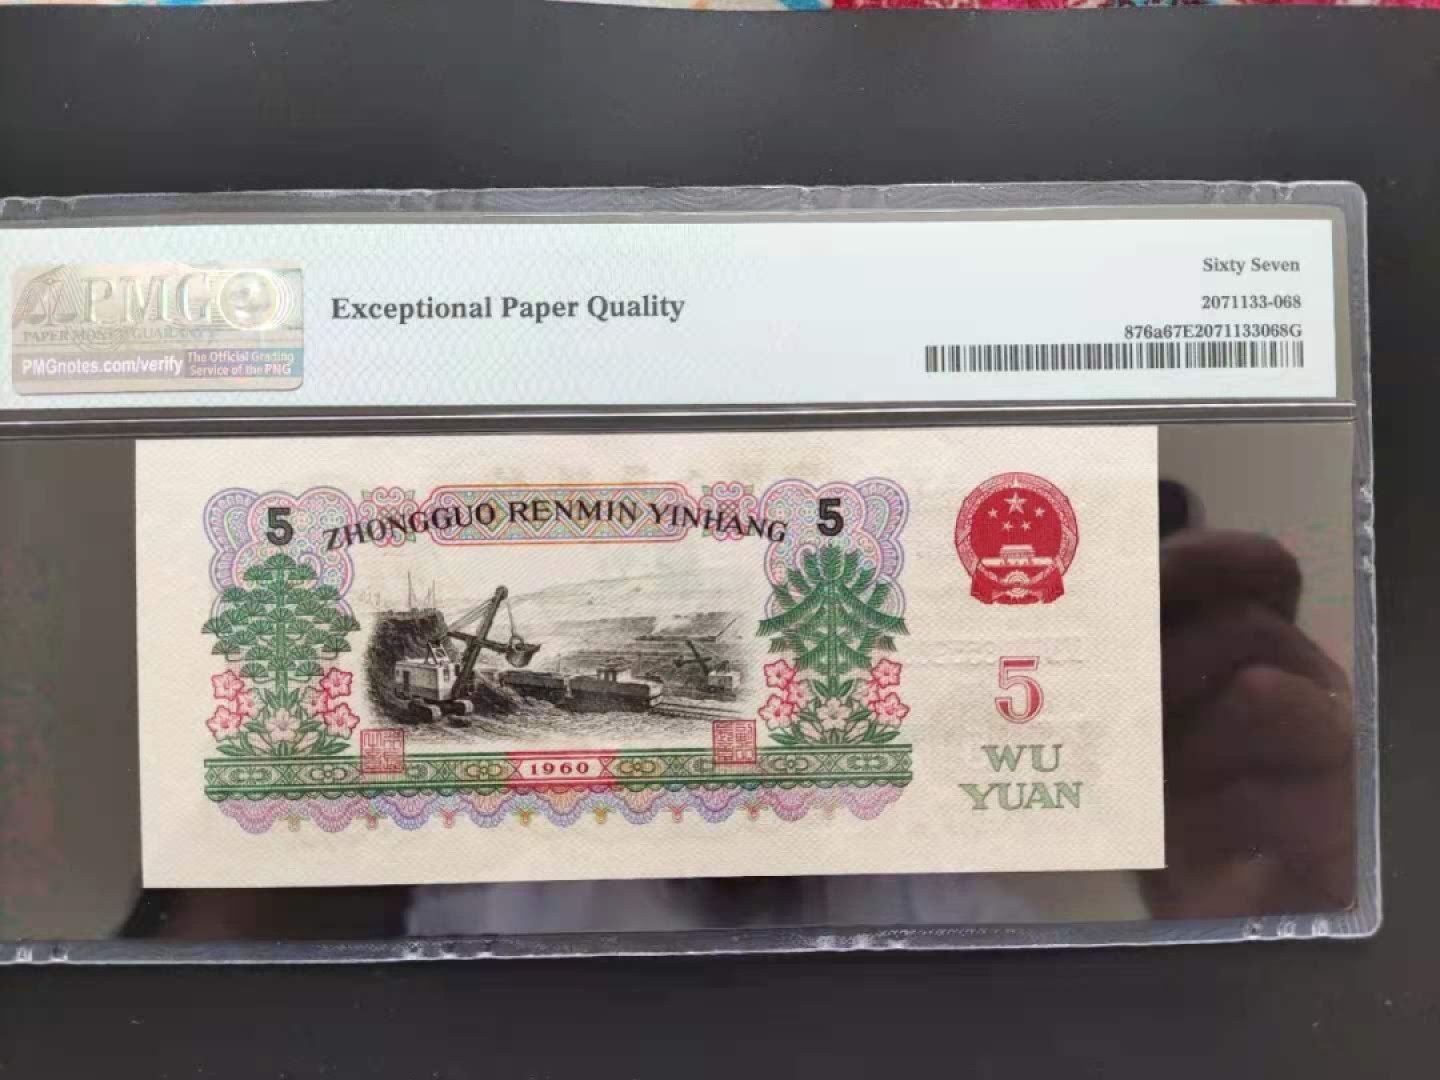 PMG
PAPER MONEY GUARANTY
PMGnotes.com/verify
The Official Grading
Service of the PNG
Exceptional Paper Quality
Sixty Seven
2071133-068
876a67E2071133068G
5
ZHONGGUO RENMIN YINHANG
5
1960
5
WU
YUAN